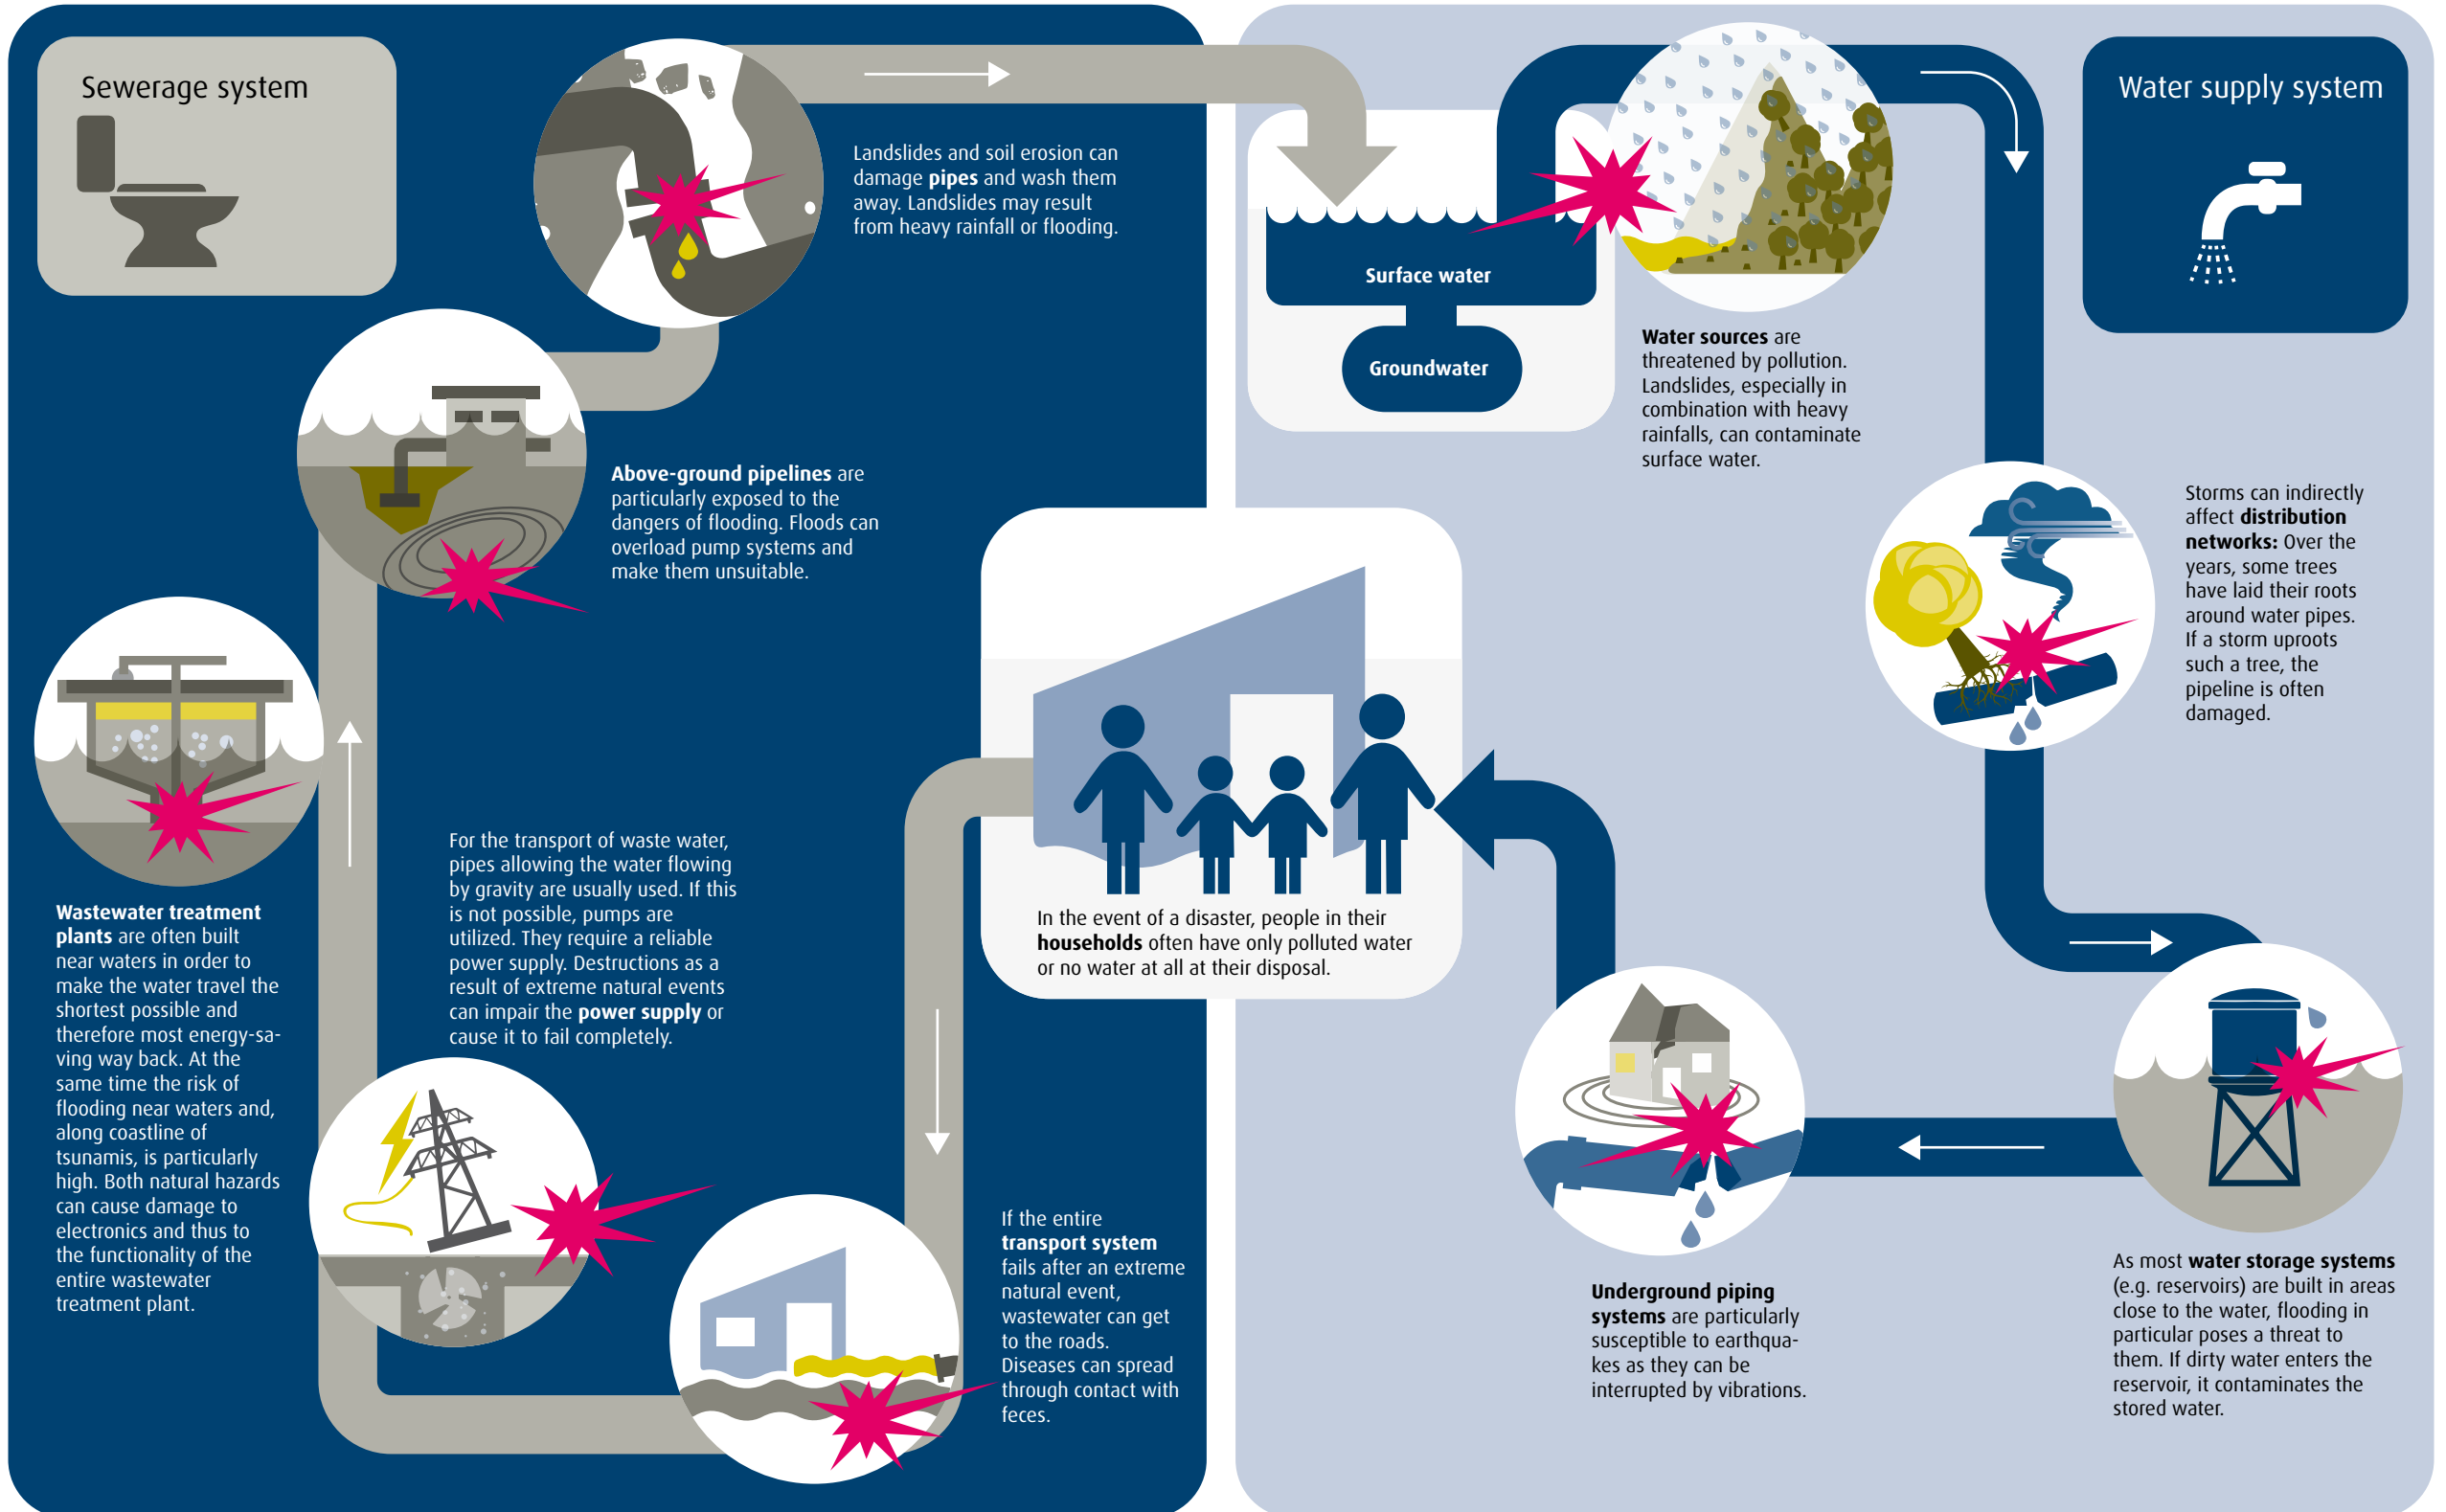 Sewerage system
Landslides and soil erosion can
damage pipes and wash them
away. Landslides may result
from heavy rainfall or flooding.
Above-ground pipelines are
particularly exposed to the
dangers of flooding. Floods can
overload pump systems and
make them unsuitable.
Wastewater treatment
plants are often built
near waters in order to
make the water travel the
shortest possible and
therefore most energy-sa-
ving way back. At the
same time the risk of
flooding near waters and,
along coastline of
tsunamis, is particularly
high. Both natural hazards
can cause damage to
electronics and thus to
the functionality of the
entire wastewater
treatment plant.
For the transport of waste water,
pipes allowing the water flowing
by gravity are usually used. If this
is not possible, pumps are
utilized. They require a reliable
power supply. Destructions as a
result of extreme natural events
can impair the power supply or
cause it to fail completely.
If the entire
transport system
fails after an extreme
natural event,
wastewater can get
to the roads.
Diseases can spread
through contact with
feces.
In the event of a disaster, people in their
households often have only polluted water
or no water at all at their disposal.
Surface water
Groundwater
Water supply system
Water sources are
threatened by pollution.
Landslides, especially in
combination with heavy
rainfalls, can contaminate
surface water.
Storms can indirectly
affect distribution
networks: Over the
years, some trees
have laid their roots
around water pipes.
If a storm uproots
such a tree, the
pipeline is often
damaged.
Underground piping
systems are particularly
susceptible to earthqua-
kes as they can be
interrupted by vibrations.
As most water storage systems
(e.g. reservoirs) are built in areas
close to the water, flooding in
particular poses a threat to
them. If dirty water enters the
reservoir, it contaminates the
stored water.